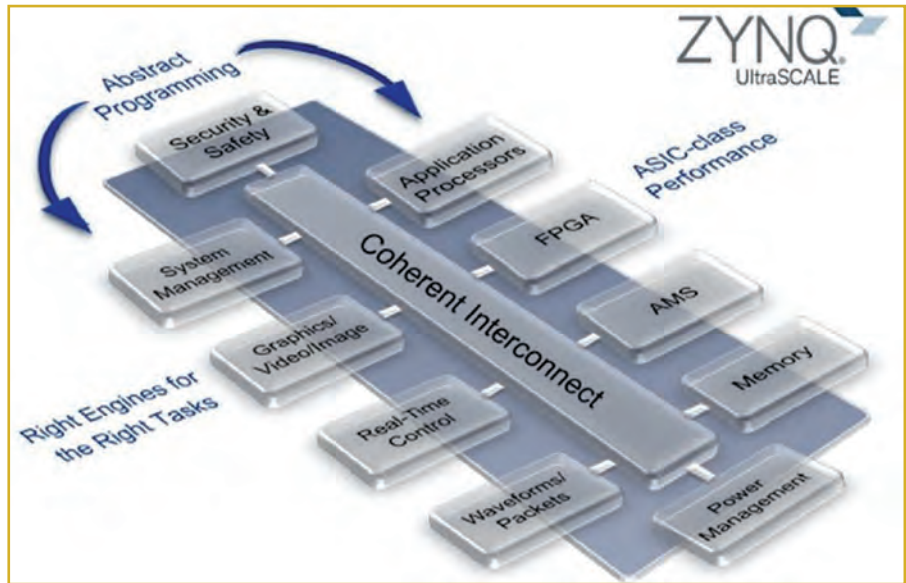 ZYNQ®
UltraSCALE
Abstract
Programming
Security &
Safety
Application
Processors
ASIC-class
Performance
FPGA
System
Management
Coherent Interconnect
AMS
Graphics/
Video/Image
Memory
Right Engines for
the Right Tasks
Real-Time
Control
Waveforms/
Packets
Power
Management